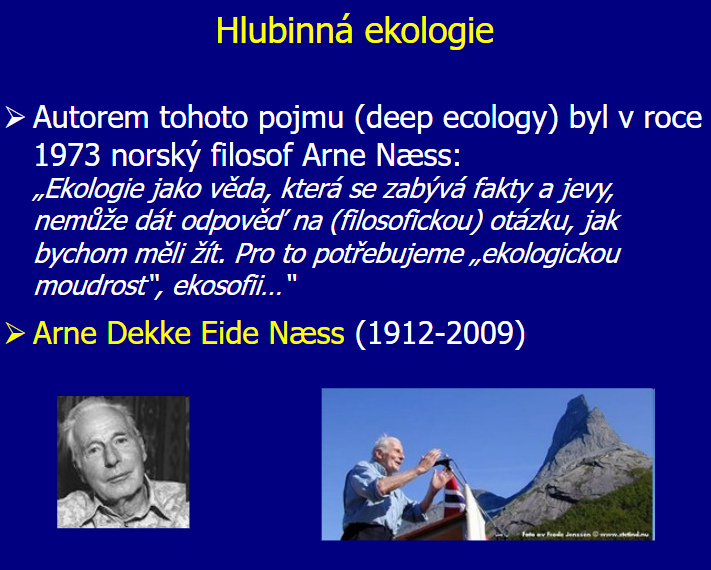 Hlubinná ekologie
➢ Autorem tohoto pojmu (deep ecology) byl v roce
1973 norský filosof Arne Næss:
„Ekologie jako věda, která se zabývá fakty a jevy,
nemůže dát odpověď na (filosofickou) otázku, jak
bychom měli žít. Pro to potřebujeme „ekologickou
moudrost“, ekosofii…“
➢ Arne Dekke Eide Næss (1912-2009)
Foto av Frode Jenssen © www.stetind.nu